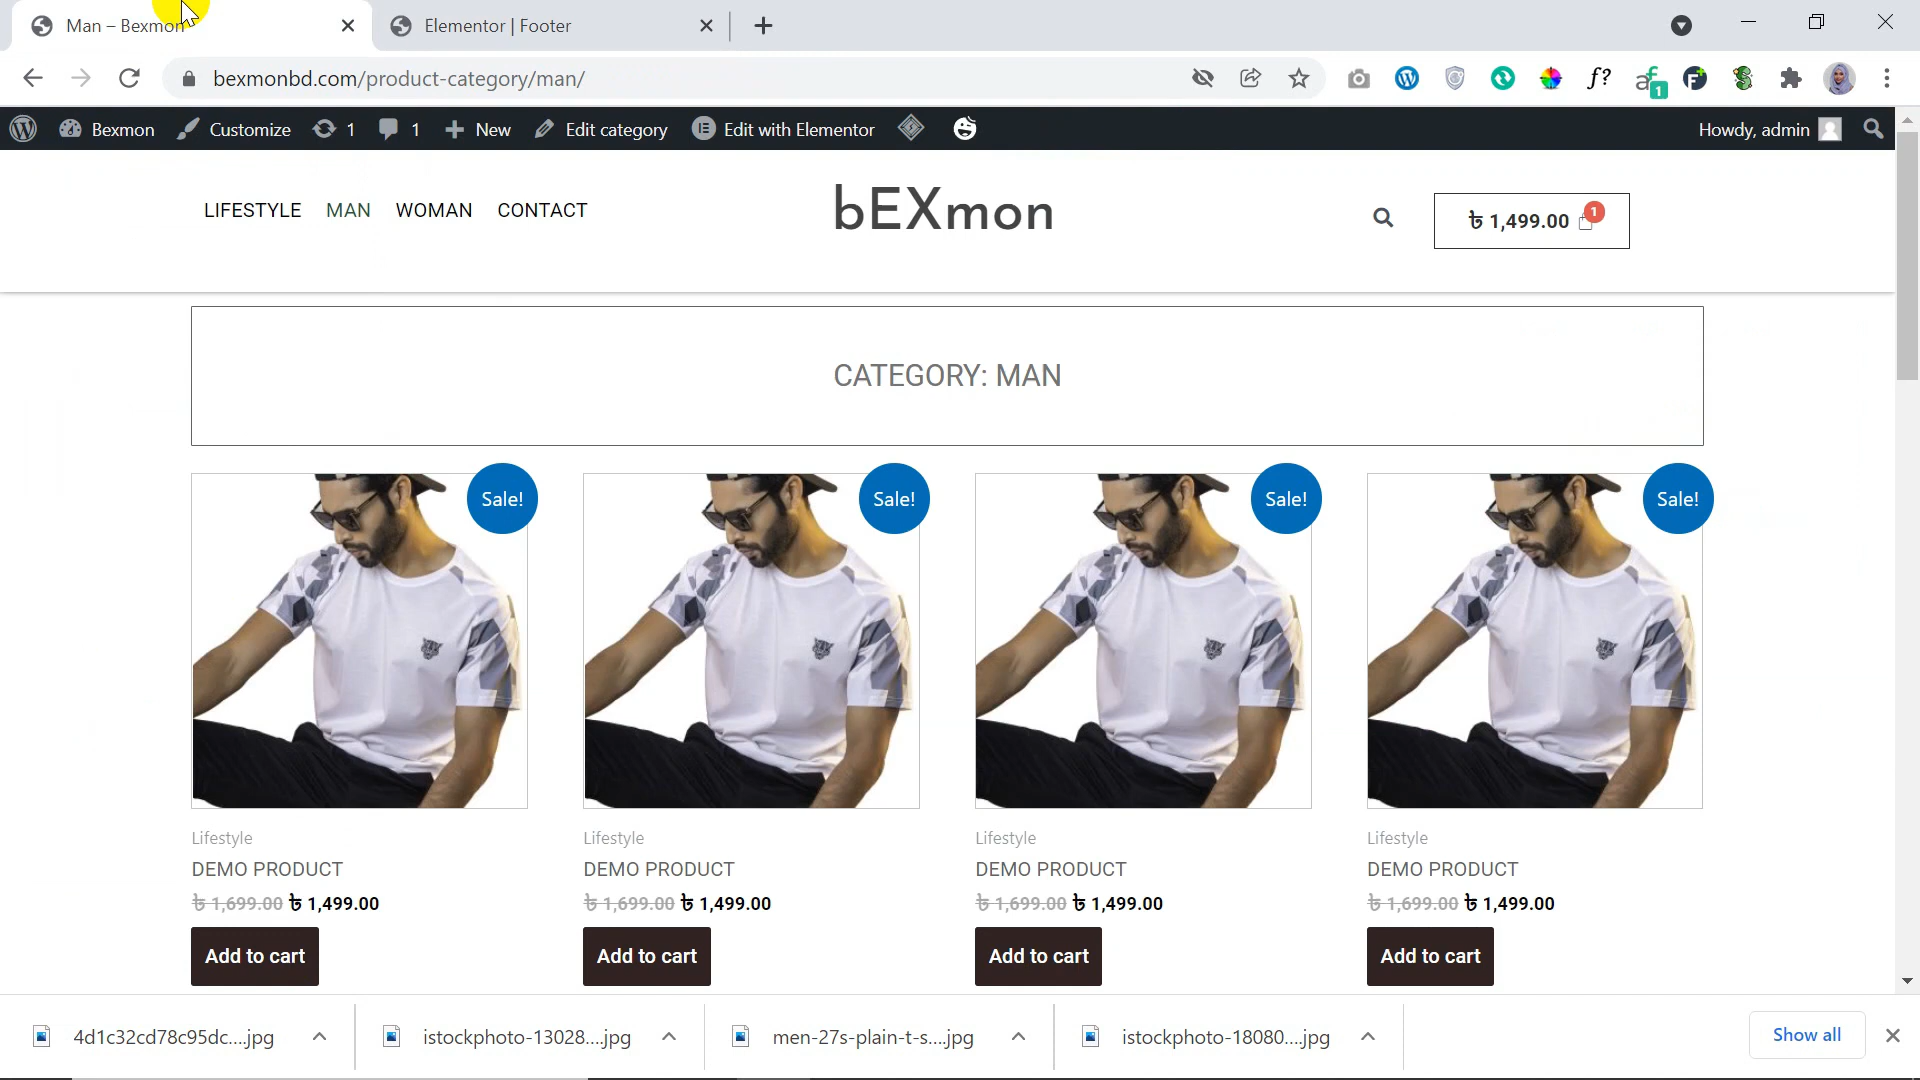 Man – Bexmon
Elementor | Footer
bexmonbd.com/product-category/man/
f?
1
Bexmon
Customize
1
1
New
Edit category
Edit with Elementor
Howdy, admin
LIFESTYLE
MAN
WOMAN
CONTACT
bEXmon
৳ 1,499.00
1
CATEGORY: MAN
Sale!
Sale!
Sale!
Sale!
Lifestyle
Lifestyle
Lifestyle
Lifestyle
DEMO PRODUCT
DEMO PRODUCT
DEMO PRODUCT
DEMO PRODUCT
৳ 1,699.00 ৳ 1,499.00
৳ 1,699.00 ৳ 1,499.00
৳ 1,699.00 ৳ 1,499.00
৳ 1,699.00 ৳ 1,499.00
Add to cart
Add to cart
Add to cart
Add to cart
4d1c32cd78c95dc....jpg
istockphoto-13028....jpg
men-27s-plain-t-s....jpg
istockphoto-18080....jpg
Show all